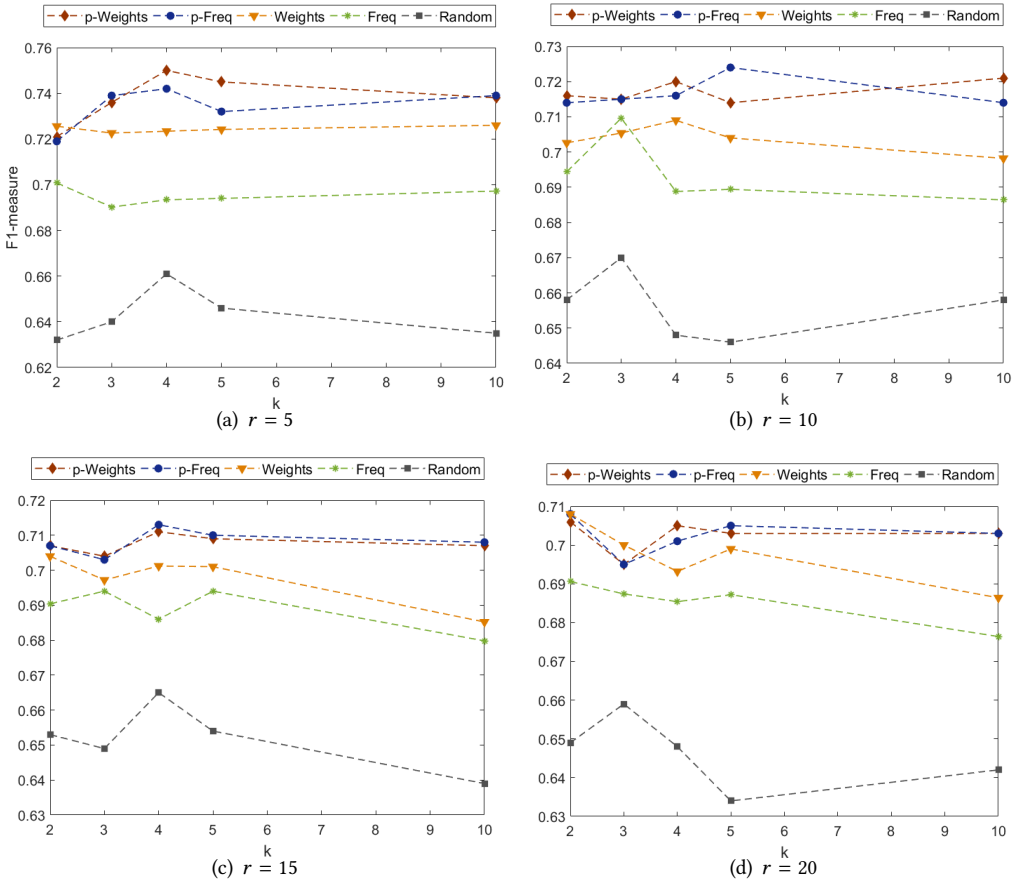 p-Weights p-Freq Weights Freq Random
0.76
0.74
0.72
0.7
0.68
0.66
0.64
0.62
F1-measure
2 3 4 5 6 7 8 9 10
k
(a) r = 5
p-Weights p-Freq Weights Freq Random
0.73
0.72
0.71
0.7
0.69
0.68
0.67
0.66
0.65
0.64
2 3 4 5 6 7 8 9 10
k
(b) r = 10
p-Weights p-Freq Weights Freq Random
0.72
0.71
0.7
0.69
0.68
0.67
0.66
0.65
0.64
0.63
2 3 4 5 6 7 8 9 10
k
(c) r = 15
p-Weights p-Freq Weights Freq Random
0.71
0.7
0.69
0.68
0.67
0.66
0.65
0.64
0.63
2 3 4 5 6 7 8 9 10
k
(d) r = 20